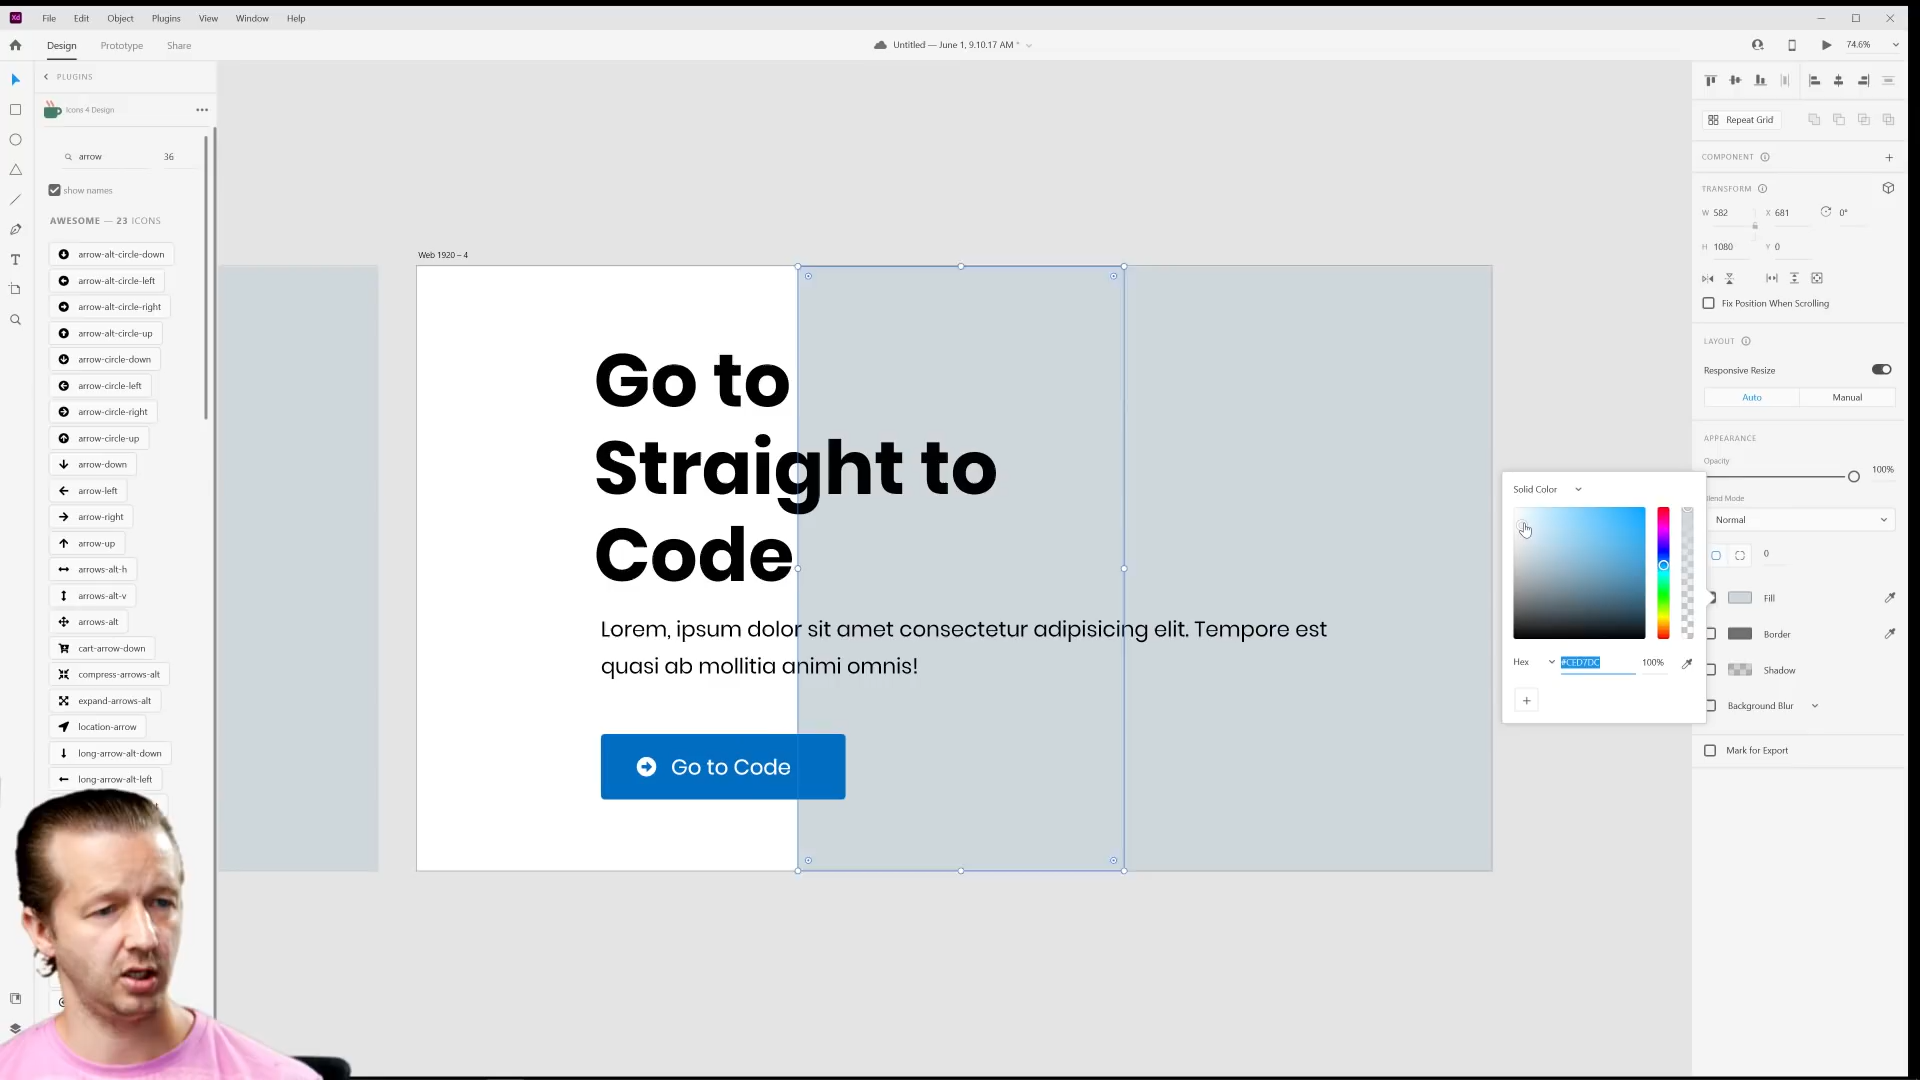 Xd File Edit Object Plugins View Window Help
Design Prototype Share
Untitled — June 1, 9.10.17 AM *
74.6%
PLUGINS
Icons 4 Design
arrow 36
show names
AWESOME — 23 ICONS
arrow-alt-circle-down
arrow-alt-circle-left
arrow-alt-circle-right
arrow-alt-circle-up
arrow-circle-down
arrow-circle-left
arrow-circle-right
arrow-circle-up
arrow-down
arrow-left
arrow-right
arrow-up
arrows-alt-h
arrows-alt-v
arrows-alt
cart-arrow-down
compress-arrows-alt
expand-arrows-alt
location-arrow
long-arrow-alt-down
long-arrow-alt-left
Web 1920 – 4
Go to
Straight to
Code
Lorem, ipsum dolor sit amet consectetur adipisicing elit. Tempore est
quasi ab mollitia animi omnis!
Go to Code
Solid Color
Hex #CED7DC 100%
+
Repeat Grid
COMPONENT
TRANSFORM
W 582 X 681 0°
H 1080 Y 0
Fix Position When Scrolling
LAYOUT
Responsive Resize
Auto Manual
APPEARANCE
Opacity
100%
lend Mode
Normal
0
Fill
Border
Shadow
Background Blur
Mark for Export